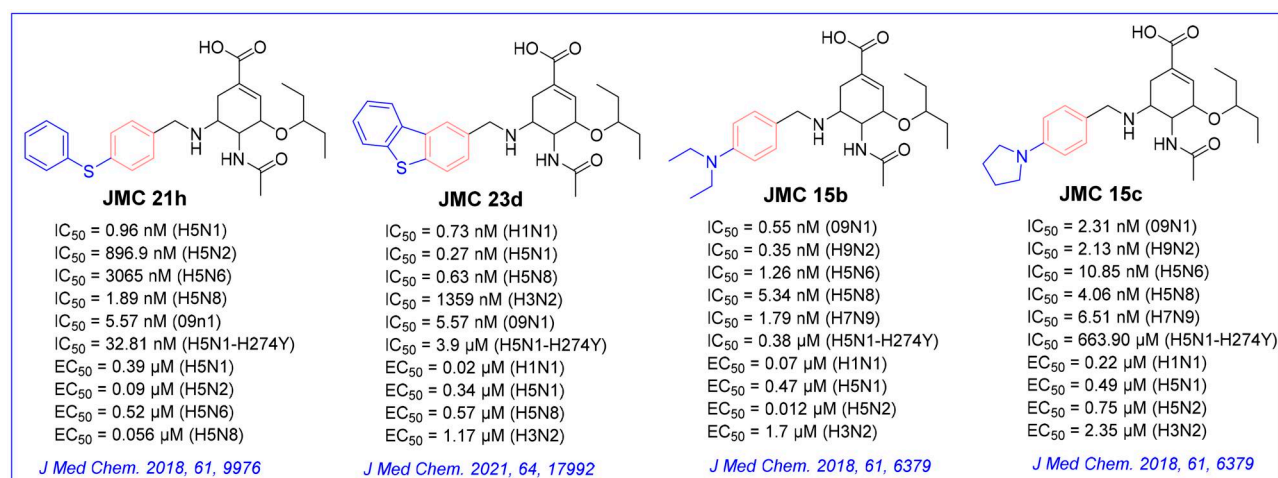 HO
O
N
H
O
HN
O
S
JMC 21h
IC₅₀ = 0.96 nM (H5N1)
IC₅₀ = 896.9 nM (H5N2)
IC₅₀ = 3065 nM (H5N6)
IC₅₀ = 1.89 nM (H5N8)
IC₅₀ = 5.57 nM (09n1)
IC₅₀ = 32.81 nM (H5N1-H274Y)
EC₅₀ = 0.39 µM (H5N1)
EC₅₀ = 0.09 µM (H5N2)
EC₅₀ = 0.52 µM (H5N6)
EC₅₀ = 0.056 µM (H5N8)
J Med Chem. 2018, 61, 9976
HO
O
N
H
O
HN
O
S
JMC 23d
IC₅₀ = 0.73 nM (H1N1)
IC₅₀ = 0.27 nM (H5N1)
IC₅₀ = 0.63 nM (H5N8)
IC₅₀ = 1359 nM (H3N2)
IC₅₀ = 5.57 nM (09N1)
IC₅₀ = 3.9 µM (H5N1-H274Y)
EC₅₀ = 0.02 µM (H1N1)
EC₅₀ = 0.34 µM (H5N1)
EC₅₀ = 0.57 µM (H5N8)
EC₅₀ = 1.17 µM (H3N2)
J Med Chem. 2021, 64, 17992
HO
O
N
H
O
HN
O
N
JMC 15b
IC₅₀ = 0.55 nM (09N1)
IC₅₀ = 0.35 nM (H9N2)
IC₅₀ = 1.26 nM (H5N6)
IC₅₀ = 5.34 nM (H5N8)
IC₅₀ = 1.79 nM (H7N9)
IC₅₀ = 0.38 µM (H5N1-H274Y)
EC₅₀ = 0.07 µM (H1N1)
EC₅₀ = 0.47 µM (H5N1)
EC₅₀ = 0.012 µM (H5N2)
EC₅₀ = 1.7 µM (H3N2)
J Med Chem. 2018, 61, 6379
HO
O
N
H
O
HN
O
N
JMC 15c
IC₅₀ = 2.31 nM (09N1)
IC₅₀ = 2.13 nM (H9N2)
IC₅₀ = 10.85 nM (H5N6)
IC₅₀ = 4.06 nM (H5N8)
IC₅₀ = 6.51 nM (H7N9)
IC₅₀ = 663.90 µM (H5N1-H274Y)
EC₅₀ = 0.22 µM (H1N1)
EC₅₀ = 0.49 µM (H5N1)
EC₅₀ = 0.75 µM (H5N2)
EC₅₀ = 2.35 µM (H3N2)
J Med Chem. 2018, 61, 6379